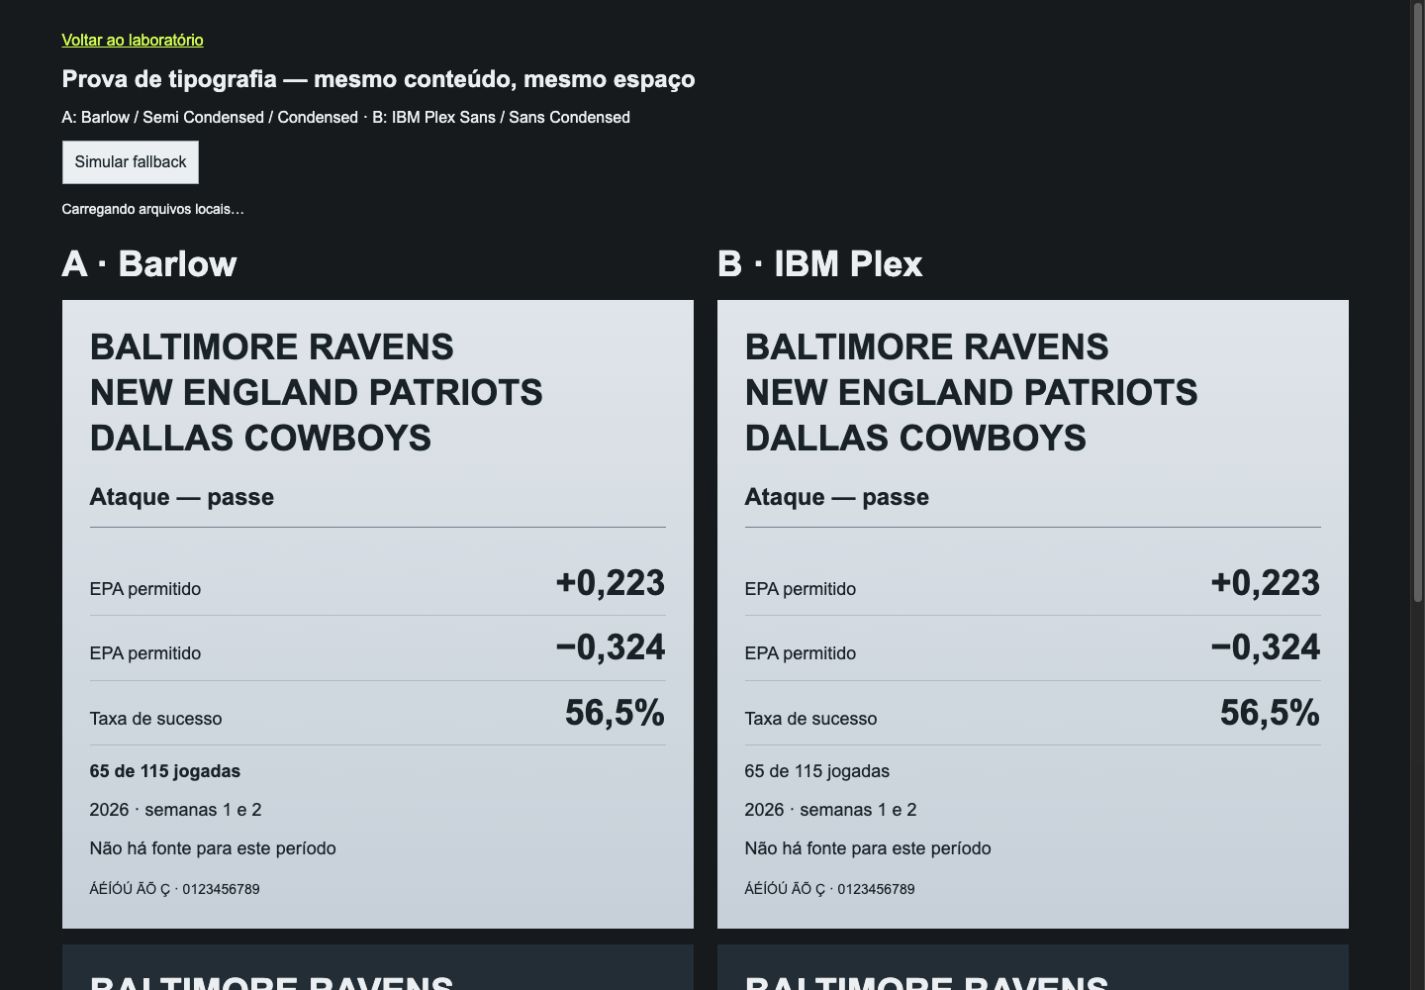 Voltar ao laboratório
Prova de tipografia — mesmo conteúdo, mesmo espaço
A: Barlow / Semi Condensed / Condensed · B: IBM Plex Sans / Sans Condensed
Simular fallback
Carregando arquivos locais…
A · Barlow
BALTIMORE RAVENS
NEW ENGLAND PATRIOTS
DALLAS COWBOYS
Ataque — passe
EPA permitido +0,223
EPA permitido −0,324
Taxa de sucesso 56,5%
65 de 115 jogadas
2026 · semanas 1 e 2
Não há fonte para este período
ÁÉÍÓÚ ÃÕ Ç · 0123456789
BALTIMORE RAVENS
B · IBM Plex
BALTIMORE RAVENS
NEW ENGLAND PATRIOTS
DALLAS COWBOYS
Ataque — passe
EPA permitido +0,223
EPA permitido −0,324
Taxa de sucesso 56,5%
65 de 115 jogadas
2026 · semanas 1 e 2
Não há fonte para este período
ÁÉÍÓÚ ÃÕ Ç · 0123456789
BALTIMORE RAVENS